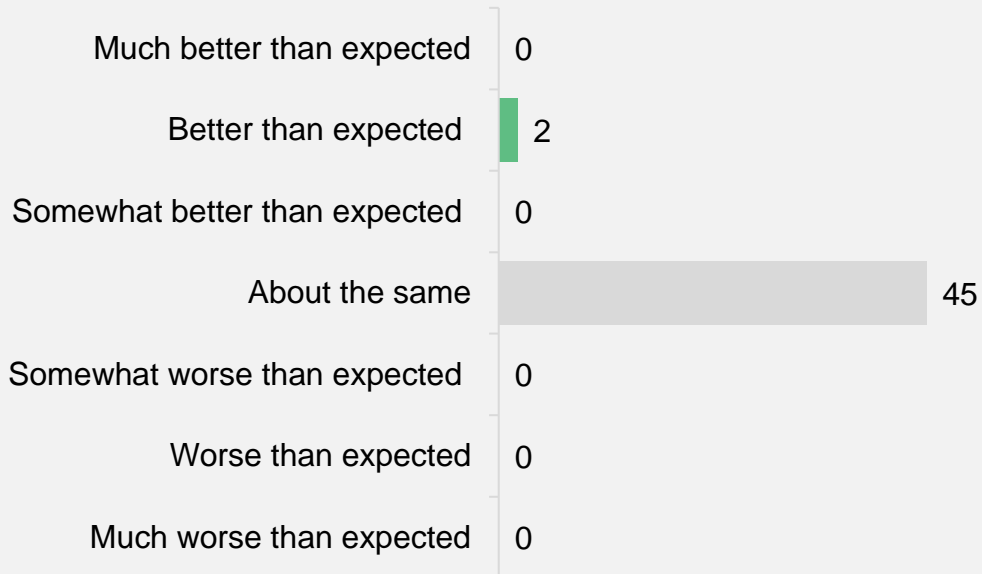 Much better than expected 0
Better than expected 2
Somewhat better than expected 0
About the same 45
Somewhat worse than expected 0
Worse than expected 0
Much worse than expected 0